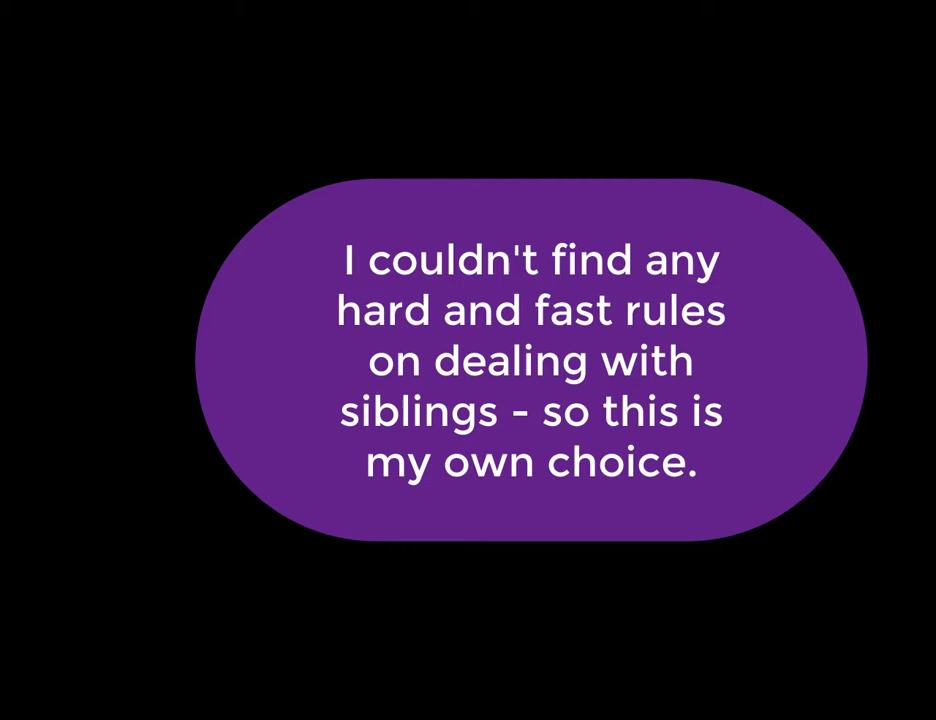 I couldn't find any
hard and fast rules
on dealing with
siblings - so this is
my own choice.